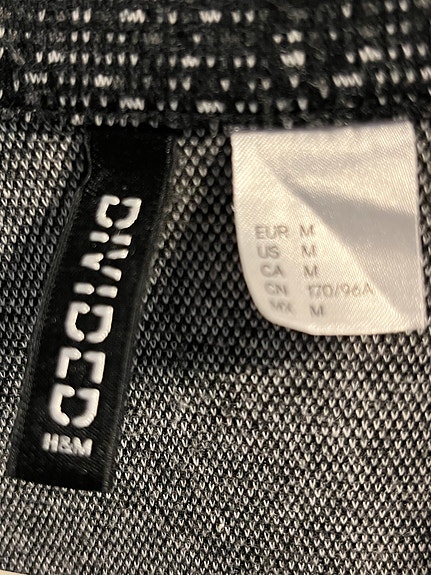 DIVIDED
H&M
EUR M
US M
CA M
CN 170/96A
MX M